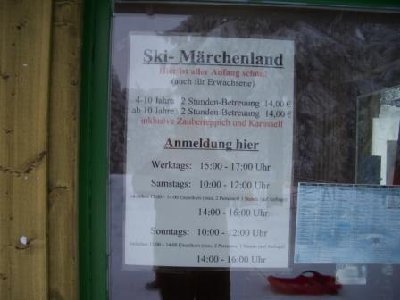 Ski- Märchenland
Hier ist aller Anfang schwer
(auch für Erwachsene)
4-10 Jahre 2 Stunden-Betreuung 14,00 €
ab 10 Jahre 2 Stunden-Betreuung 14,00 €
inklusive Zauberteppich und Karussell
Anmeldung hier
Werktags: 15:00 - 17:00 Uhr
Samstags: 10:00 - 12:00 Uhr
14:00 - 16:00 Uhr
Sonntags: 10:00 - 12:00 Uhr
14:00 - 16:00 Uhr